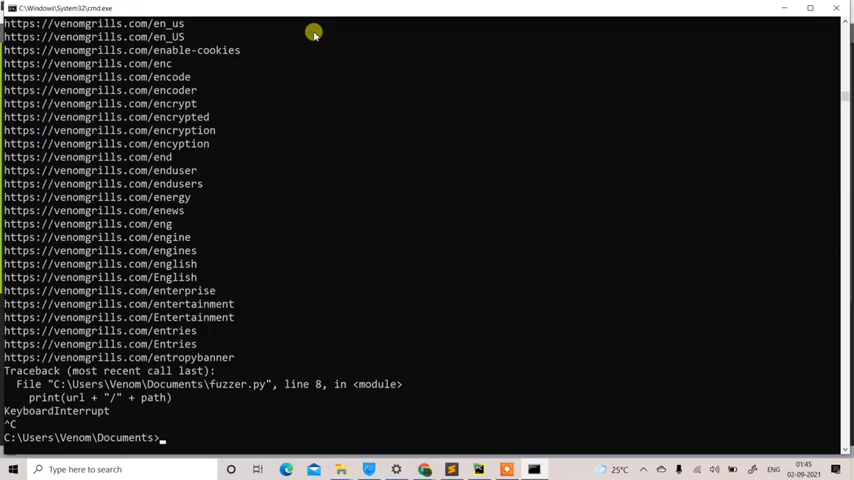 C:\Windows\System32\cmd.exe
https://venomgrills.com/en_us
https://venomgrills.com/en_US
https://venomgrills.com/enable-cookies
https://venomgrills.com/enc
https://venomgrills.com/encode
https://venomgrills.com/encoder
https://venomgrills.com/encrypt
https://venomgrills.com/encrypted
https://venomgrills.com/encryption
https://venomgrills.com/encyption
https://venomgrills.com/end
https://venomgrills.com/enduser
https://venomgrills.com/endusers
https://venomgrills.com/energy
https://venomgrills.com/enews
https://venomgrills.com/eng
https://venomgrills.com/engine
https://venomgrills.com/engines
https://venomgrills.com/english
https://venomgrills.com/English
https://venomgrills.com/enterprise
https://venomgrills.com/entertainment
https://venomgrills.com/Entertainment
https://venomgrills.com/entries
https://venomgrills.com/Entries
https://venomgrills.com/entropybanner
Traceback (most recent call last):
  File "C:\Users\Venom\Documents\fuzzer.py", line 8, in <module>
    print(url + "/" + path)
KeyboardInterrupt
^C
C:\Users\Venom\Documents>
Type here to search
25°C
ENG
01:45
02-09-2021